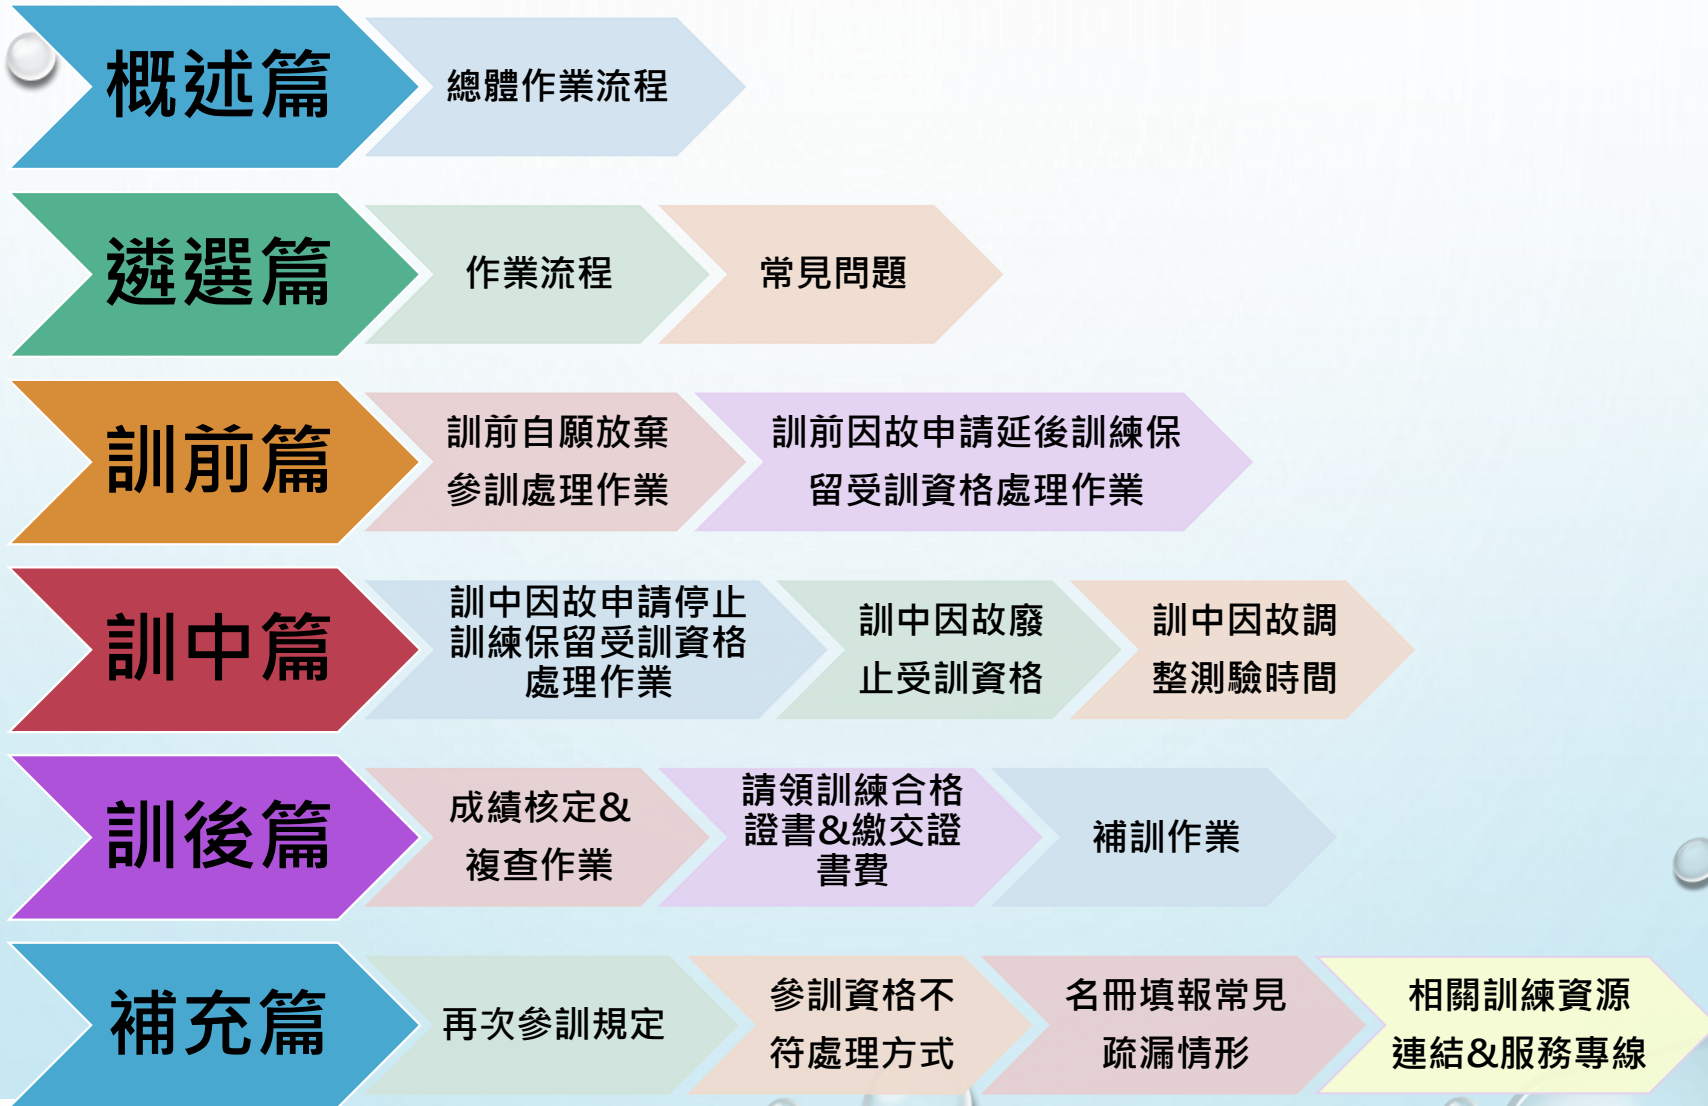 概述篇
總體作業流程
遴選篇
作業流程
常見問題
訓前篇
訓前自願放棄
參訓處理作業
訓前因故申請延後訓練保
留受訓資格處理作業
訓中篇
訓中因故申請停止
訓練保留受訓資格
處理作業
訓中因故廢
止受訓資格
訓中因故調
整測驗時間
訓後篇
成績核定&
複查作業
請領訓練合格
證書&繳交證
書費
補訓作業
補充篇
再次參訓規定
參訓資格不
符處理方式
名冊填報常見
疏漏情形
相關訓練資源
連結&服務專線